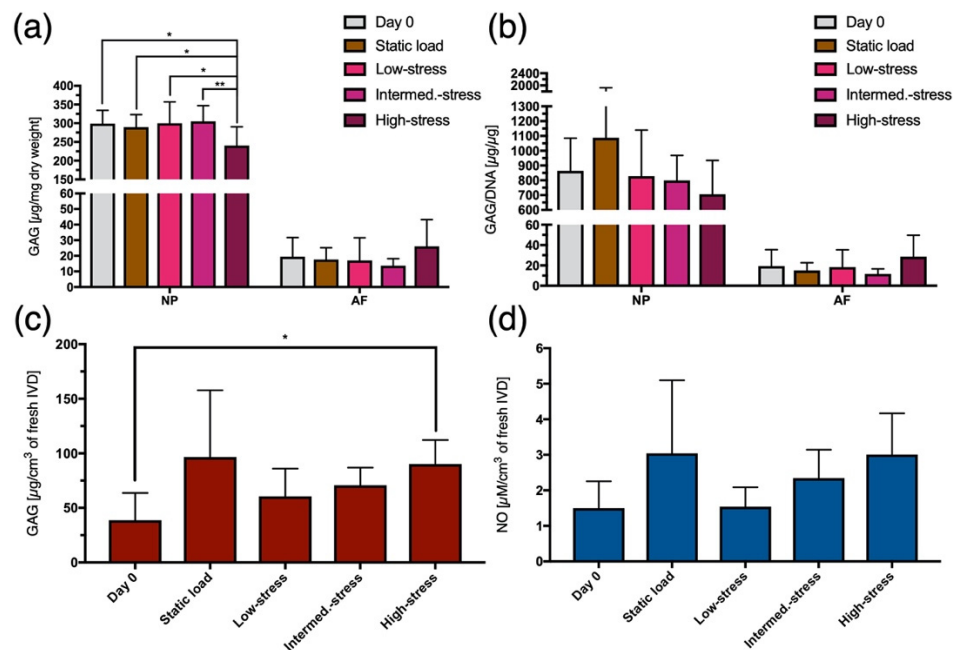 (a)
Day 0
Static load
Low-stress
Intermed.-stress
High-stress
*
*
*
**
GAG [µg/mg dry weight]
400
350
300
250
200
150
60
50
40
30
20
10
0
NP
AF
(b)
Day 0
Static load
Low-stress
Intermed.-stress
High-stress
GAG/DNA [µg/µg]
2400
2000
1300
1200
1100
1000
900
800
700
600
60
40
20
0
NP
AF
(c)
*
GAG [µg/cm³ of fresh IVD]
200
150
100
50
0
Day 0
Static load
Low-stress
Intermed.-stress
High-stress
(d)
NO [µM/cm³ of fresh IVD]
6
5
4
3
2
1
0
Day 0
Static load
Low-stress
Intermed.-stress
High-stress